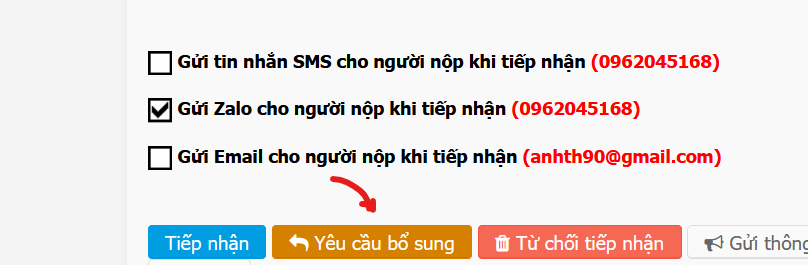 Gửi tin nhắn SMS cho người nộp khi tiếp nhận (0962045168)
Gửi Zalo cho người nộp khi tiếp nhận (0962045168)
Gửi Email cho người nộp khi tiếp nhận (anhth90@gmail.com)
Tiếp nhận Yêu cầu bổ sung Từ chối tiếp nhận Gửi thông